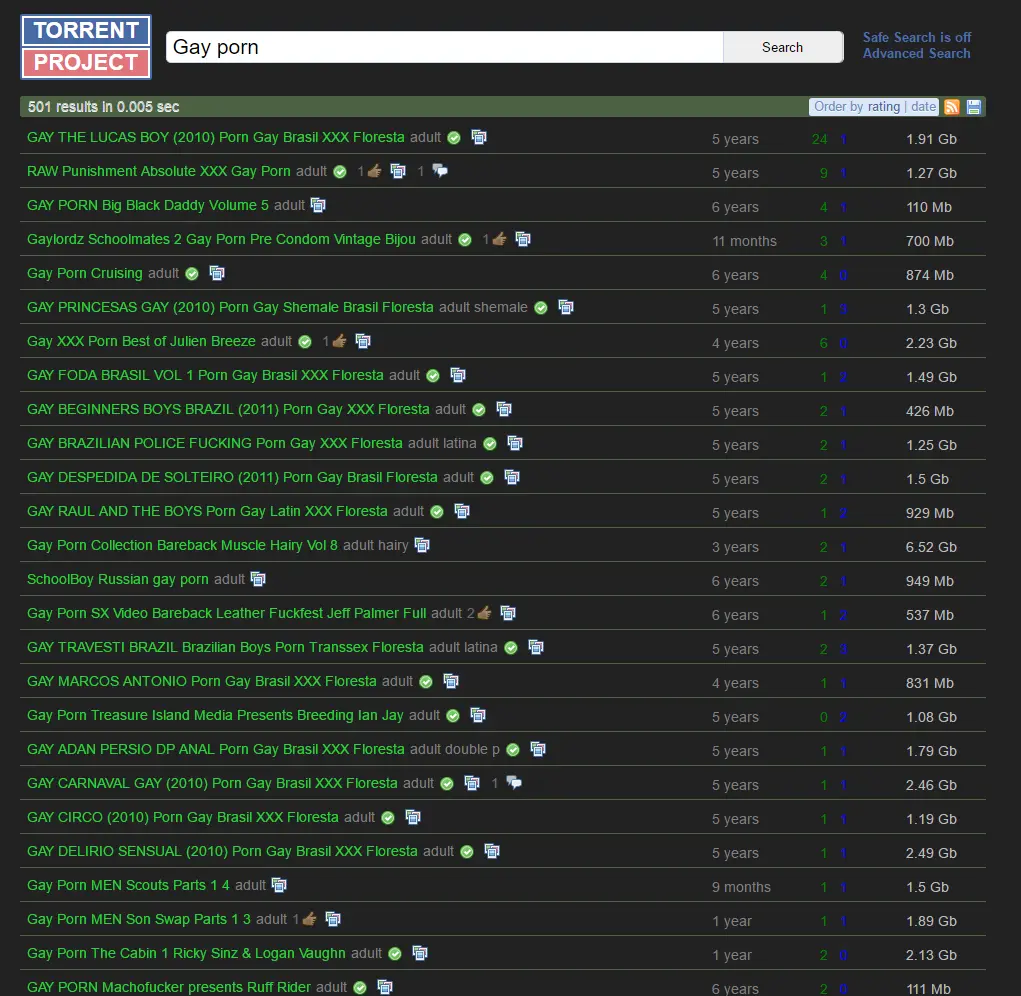 TORRENT
PROJECT
Gay porn
Search
Safe Search is off
Advanced Search
501 results in 0.005 sec Order by rating | date
GAY THE LUCAS BOY (2010) Porn Gay Brasil XXX Floresta adult 5 years 24 1 1.91 Gb
RAW Punishment Absolute XXX Gay Porn adult 1 1 5 years 9 1 1.27 Gb
GAY PORN Big Black Daddy Volume 5 adult 6 years 4 1 110 Mb
Gaylordz Schoolmates 2 Gay Porn Pre Condom Vintage Bijou adult 1 11 months 3 1 700 Mb
Gay Porn Cruising adult 6 years 4 874 Mb
GAY PRINCESAS GAY (2010) Porn Gay Shemale Brasil Floresta adult shemale 5 years 1 1.3 Gb
Gay XXX Porn Best of Julien Breeze adult 1 4 years 6 0 2.23 Gb
GAY FODA BRASIL VOL 1 Porn Gay Brasil XXX Floresta adult 5 years 1 2 1.49 Gb
GAY BEGINNERS BOYS BRAZIL (2011) Porn Gay XXX Floresta adult 5 years 2 1 426 Mb
GAY BRAZILIAN POLICE FUCKING Porn Gay XXX Floresta adult latina 5 years 2 1 1.25 Gb
GAY DESPEDIDA DE SOLTEIRO (2011) Porn Gay Brasil XXX Floresta adult 5 years 2 1 1.5 Gb
GAY RAUL AND THE BOYS Porn Gay Latin XXX Floresta adult 5 years 1 2 929 Mb
Gay Porn Collection Bareback Muscle Hairy Vol 8 adult hairy 3 years 2 1 6.52 Gb
SchoolBoy Russian gay porn adult 6 years 2 1 949 Mb
Gay Porn SX Video Bareback Leather Fuckfest Jeff Palmer Full adult 2 6 years 1 2 537 Mb
GAY TRAVESTI BRAZIL Brazilian Boys Porn Transsex Floresta adult latina 5 years 2 3 1.37 Gb
GAY MARCOS ANTONIO Porn Gay Brasil XXX Floresta adult 4 years 1 1 831 Mb
Gay Porn Treasure Island Media Presents Breeding Ian Jay adult 5 years 0 2 1.08 Gb
GAY ADAN PERSIO DP ANAL Porn Gay Brasil XXX Floresta adult double p 5 years 1 1 1.79 Gb
GAY CARNAVAL GAY (2010) Porn Gay Brasil XXX Floresta adult 1 5 years 1 1 2.46 Gb
GAY CIRCO (2010) Porn Gay Brasil XXX Floresta adult 5 years 1 1 1.19 Gb
GAY DELIRIO SENSUAL (2010) Porn Gay Brasil XXX Floresta adult 5 years 1 1 2.49 Gb
Gay Porn MEN Scouts Parts 1 4 adult 9 months 1 1 1.5 Gb
Gay Porn MEN Son Swap Parts 1 3 adult 1 1 year 1 1 1.89 Gb
Gay Porn The Cabin 1 Ricky Sinz & Logan Vaughn adult 1 year 2 0 2.13 Gb
GAY PORN Machofucker presents Ruff Rider adult 6 years 2 111 Mb